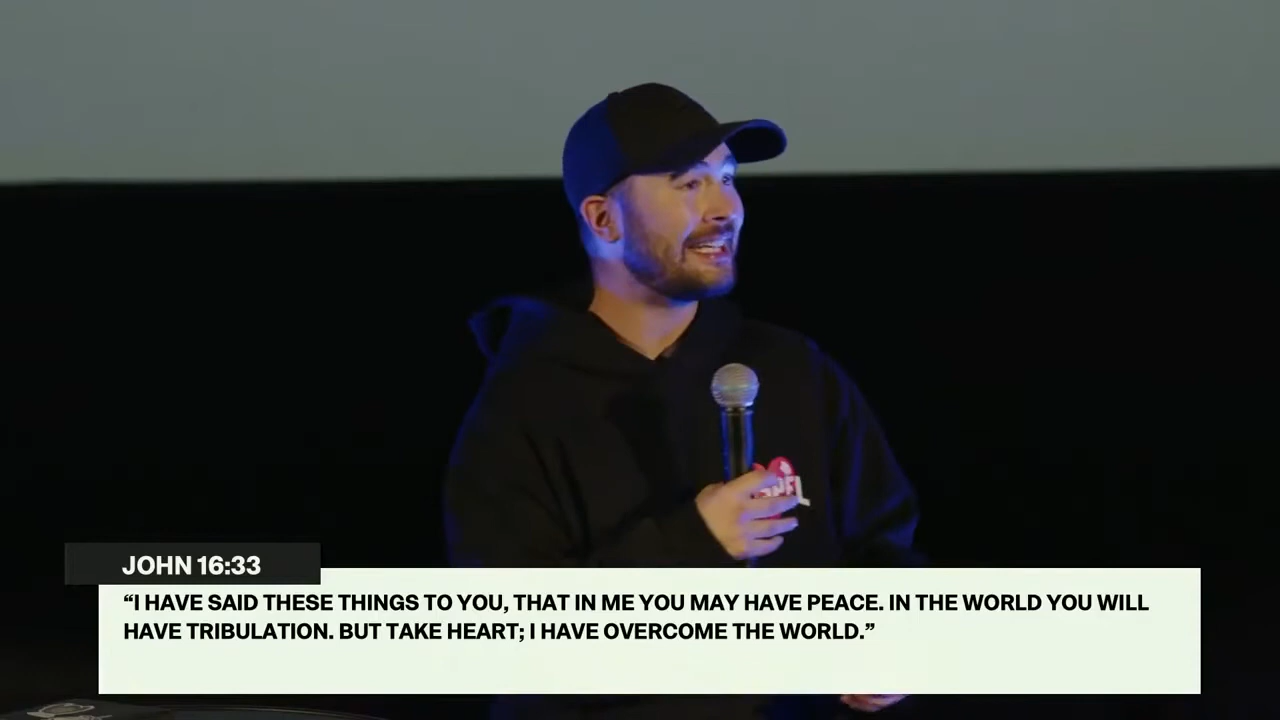 JOHN 16:33
“I HAVE SAID THESE THINGS TO YOU, THAT IN ME YOU MAY HAVE PEACE. IN THE WORLD YOU WILL
HAVE TRIBULATION. BUT TAKE HEART; I HAVE OVERCOME THE WORLD.”